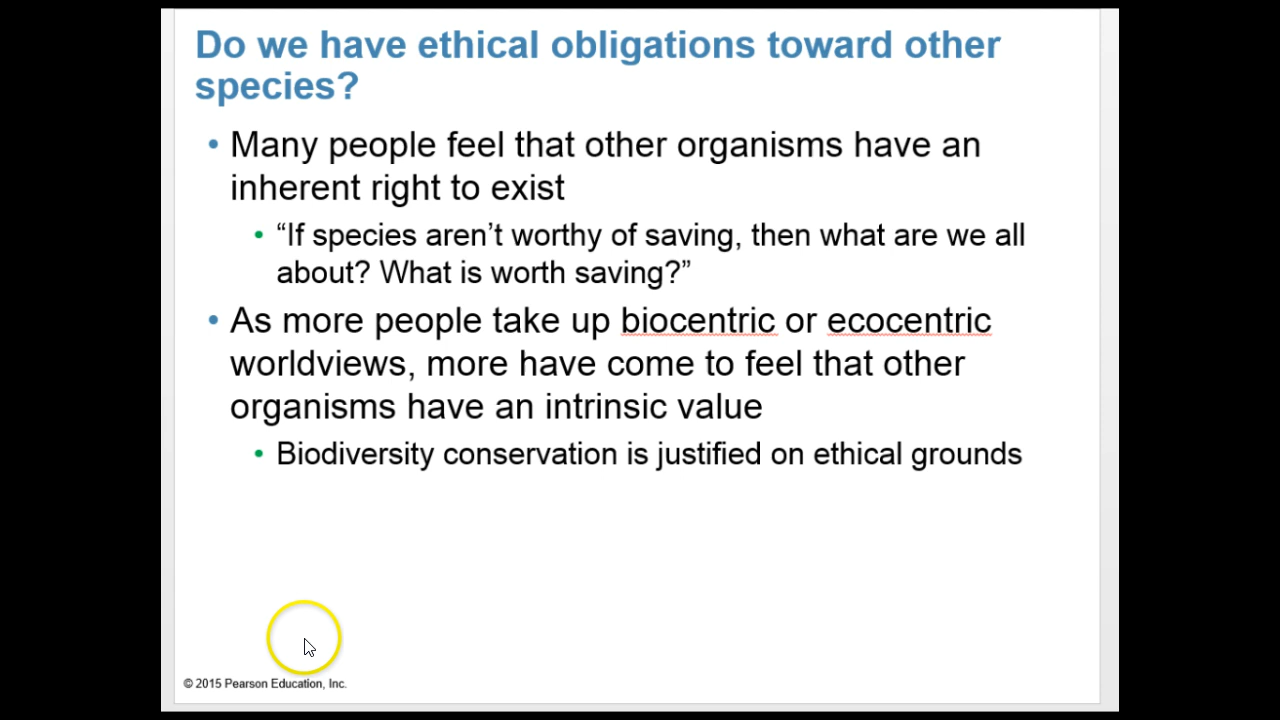 Do we have ethical obligations toward other
species?
• Many people feel that other organisms have an
inherent right to exist
• “If species aren’t worthy of saving, then what are we all
about? What is worth saving?”
• As more people take up biocentric or ecocentric
worldviews, more have come to feel that other
organisms have an intrinsic value
• Biodiversity conservation is justified on ethical grounds
© 2015 Pearson Education, Inc.